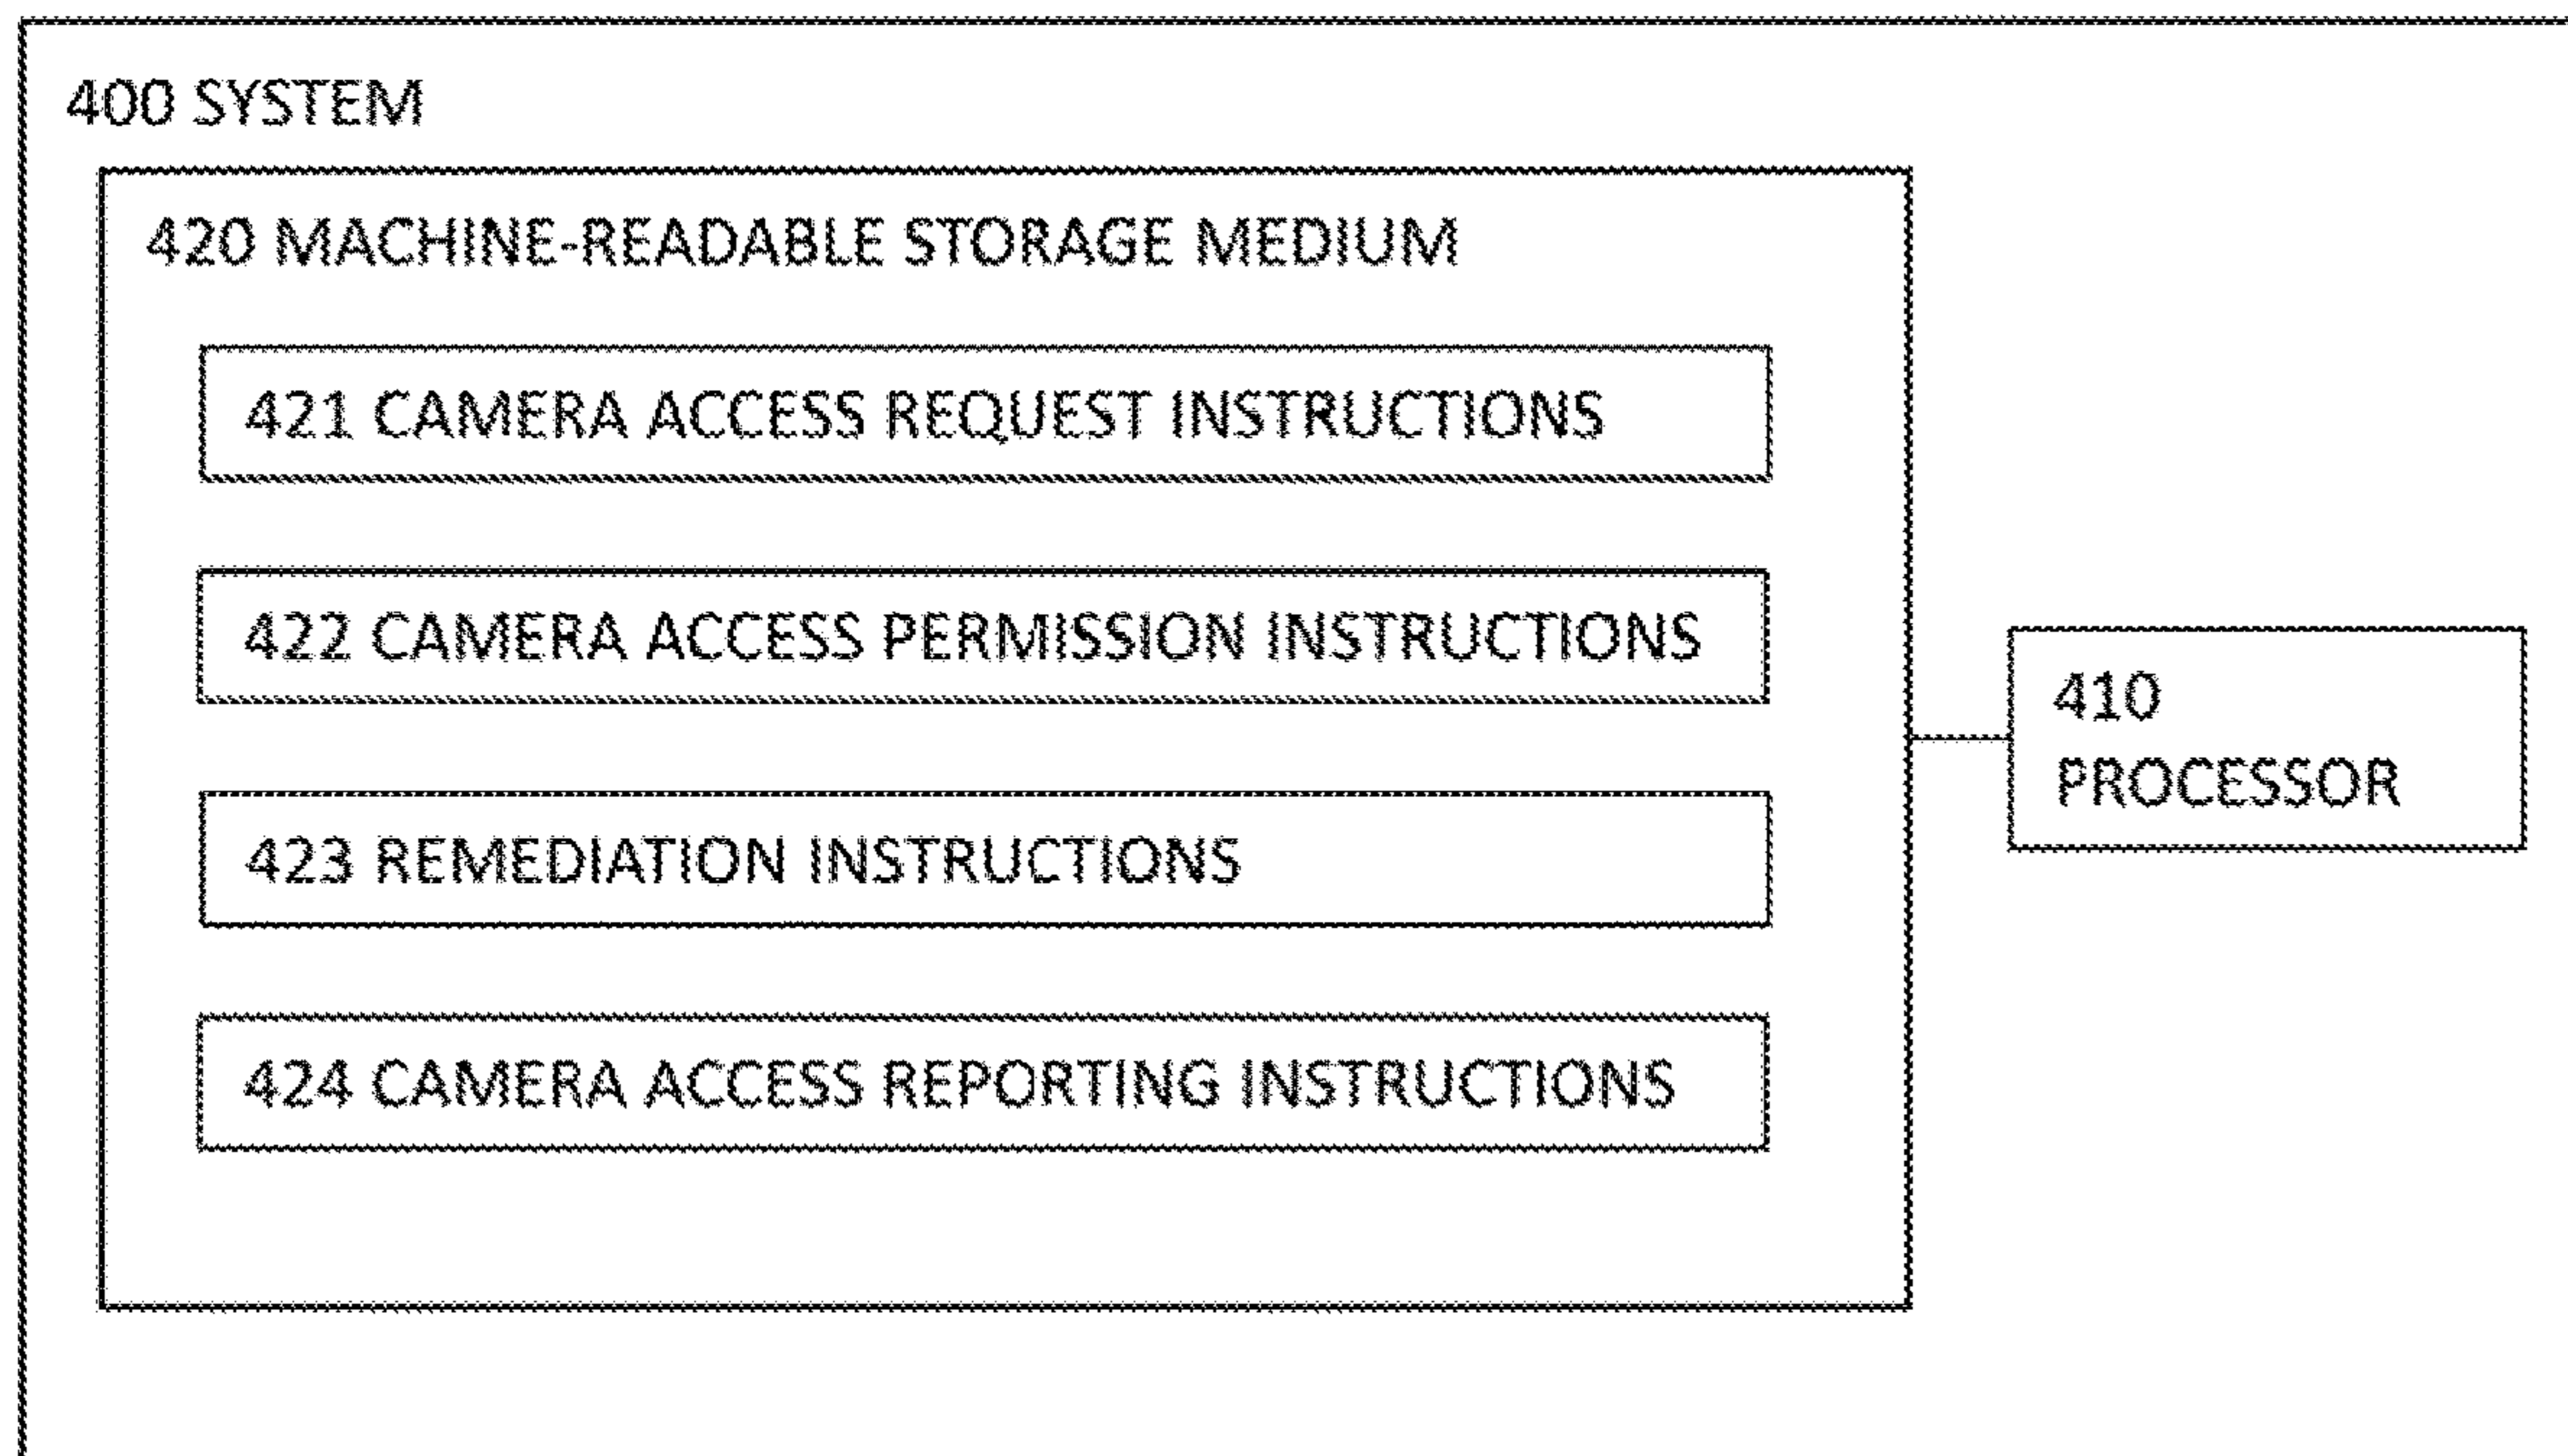 400 SYSTEM
420 MACHINE-READABLE STORAGE MEDIUM
421 CAMERA ACCESS REQUEST INSTRUCTIONS
422 CAMERA ACCESS PERMISSION INSTRUCTIONS
423 REMEDIATION INSTRUCTIONS
424 CAMERA ACCESS REPORTING INSTRUCTIONS
410
PROCESSOR